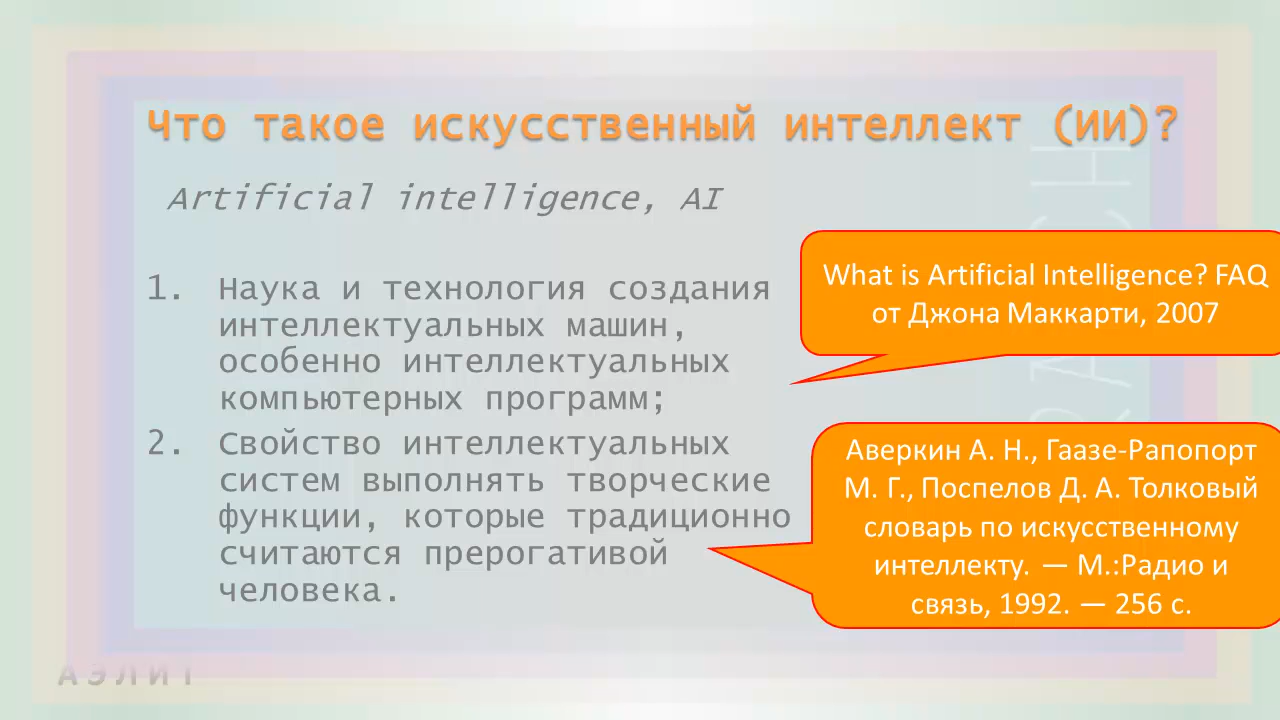 Что такое искусственный интеллект (ИИ)?
Artificial intelligence, AI
1. Наука и технология создания
интеллектуальных машин,
особенно интеллектуальных
компьютерных программ;
2. Свойство интеллектуальных
систем выполнять творческие
функции, которые традиционно
считаются прерогативой
человека.
What is Artificial Intelligence? FAQ
от Джона Маккарти, 2007
Аверкин А. Н., Гаазе-Рапопорт
М. Г., Поспелов Д. А. Толковый
словарь по искусственному
интеллекту. — М.:Радио и
связь, 1992. — 256 с.
АЭЛИТ